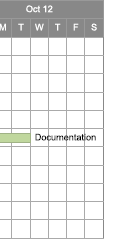 Oct 12
M T W T F S
Documentation